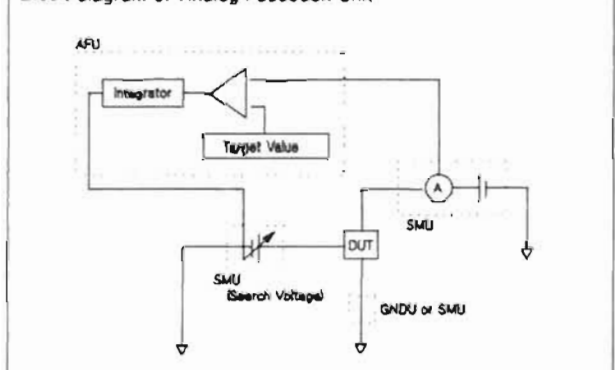 AFU
Integrator
Target Value
A
SMU
DUT
SMU
(Search Voltage)
GNDU or SMU